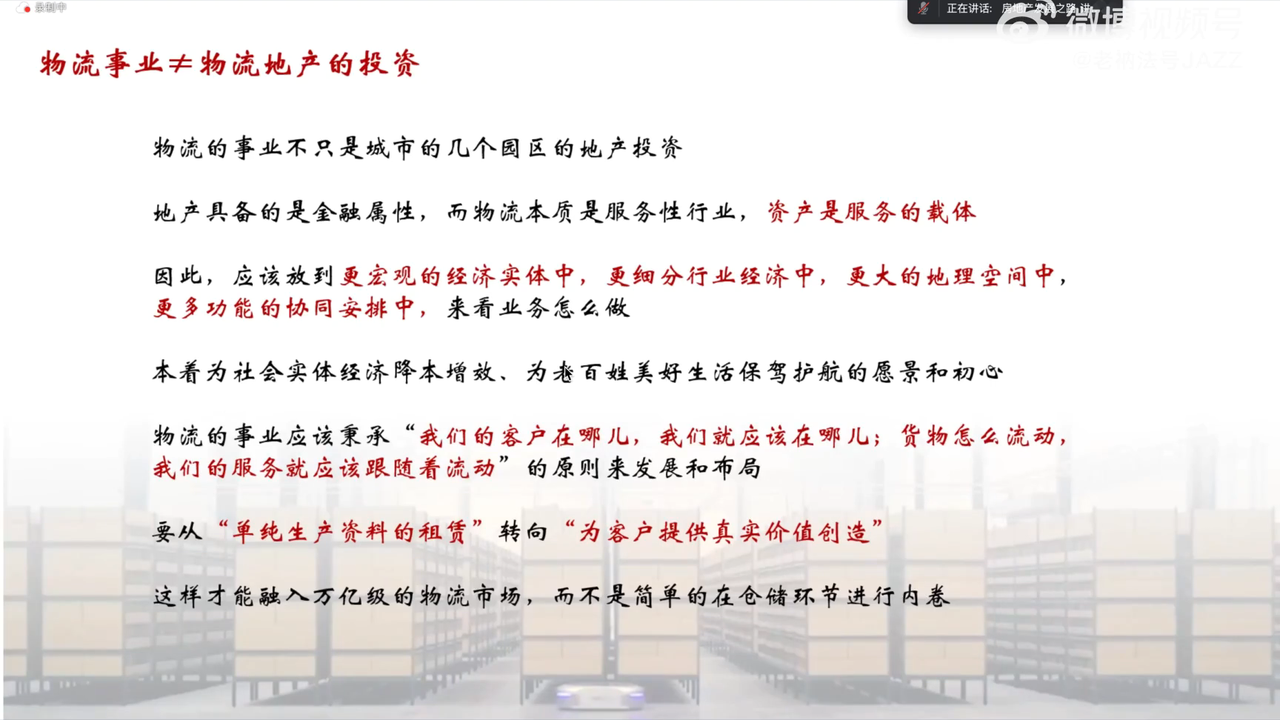 录制中
正在讲话: 房地产发展之路 讲
微博视频号
物流事业≠物流地产的投资
物流的事业不只是城市的几个园区的地产投资
地产具备的是金融属性，而物流本质是服务性行业，资产是服务的载体
因此，应该放到更宏观的经济实体中，更细分行业经济中，更大的地理空间中，
更多功能的协同安排中，来看业务怎么做
本着为社会实体经济降本增效、为老百姓美好生活保驾护航的愿景和初心
物流的事业应该秉承“我们的客户在哪儿，我们就应该在哪儿；货物怎么流动，
我们的服务就应该跟随着流动”的原则来发展和布局
要从“单纯生产资料的租赁”转向“为客户提供真实价值创造”
这样才能融入万亿级的物流市场，而不是简单的在仓储环节进行内卷